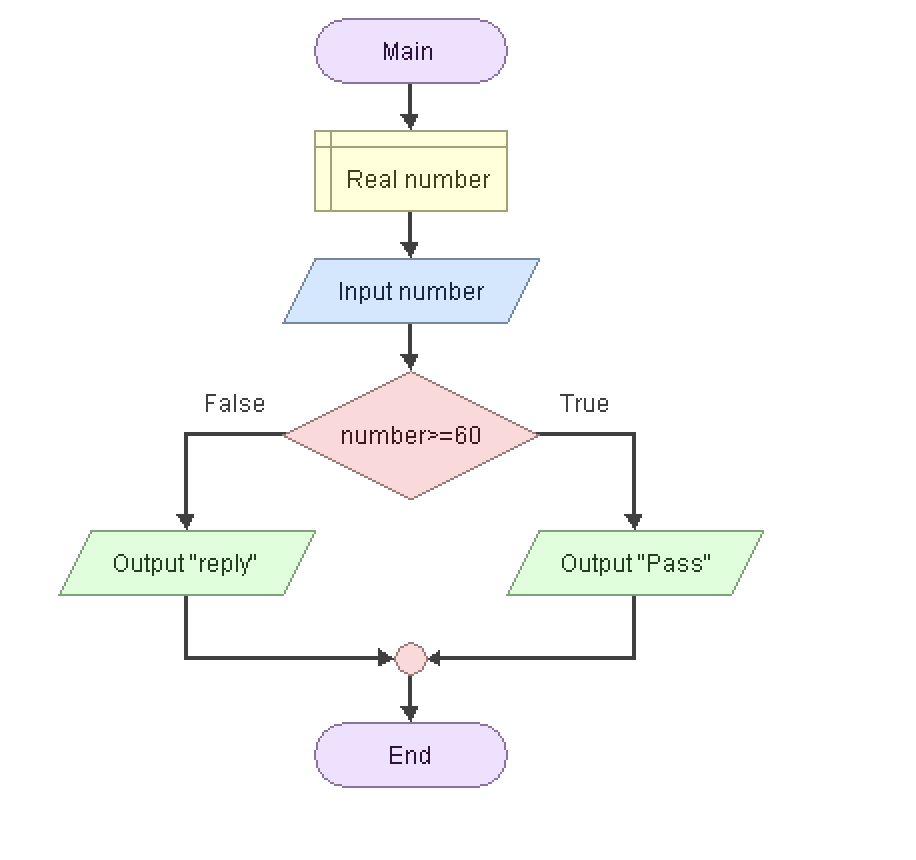 Main
Real number
Input number
False
True
number>=60
Output "reply"
Output "Pass"
End